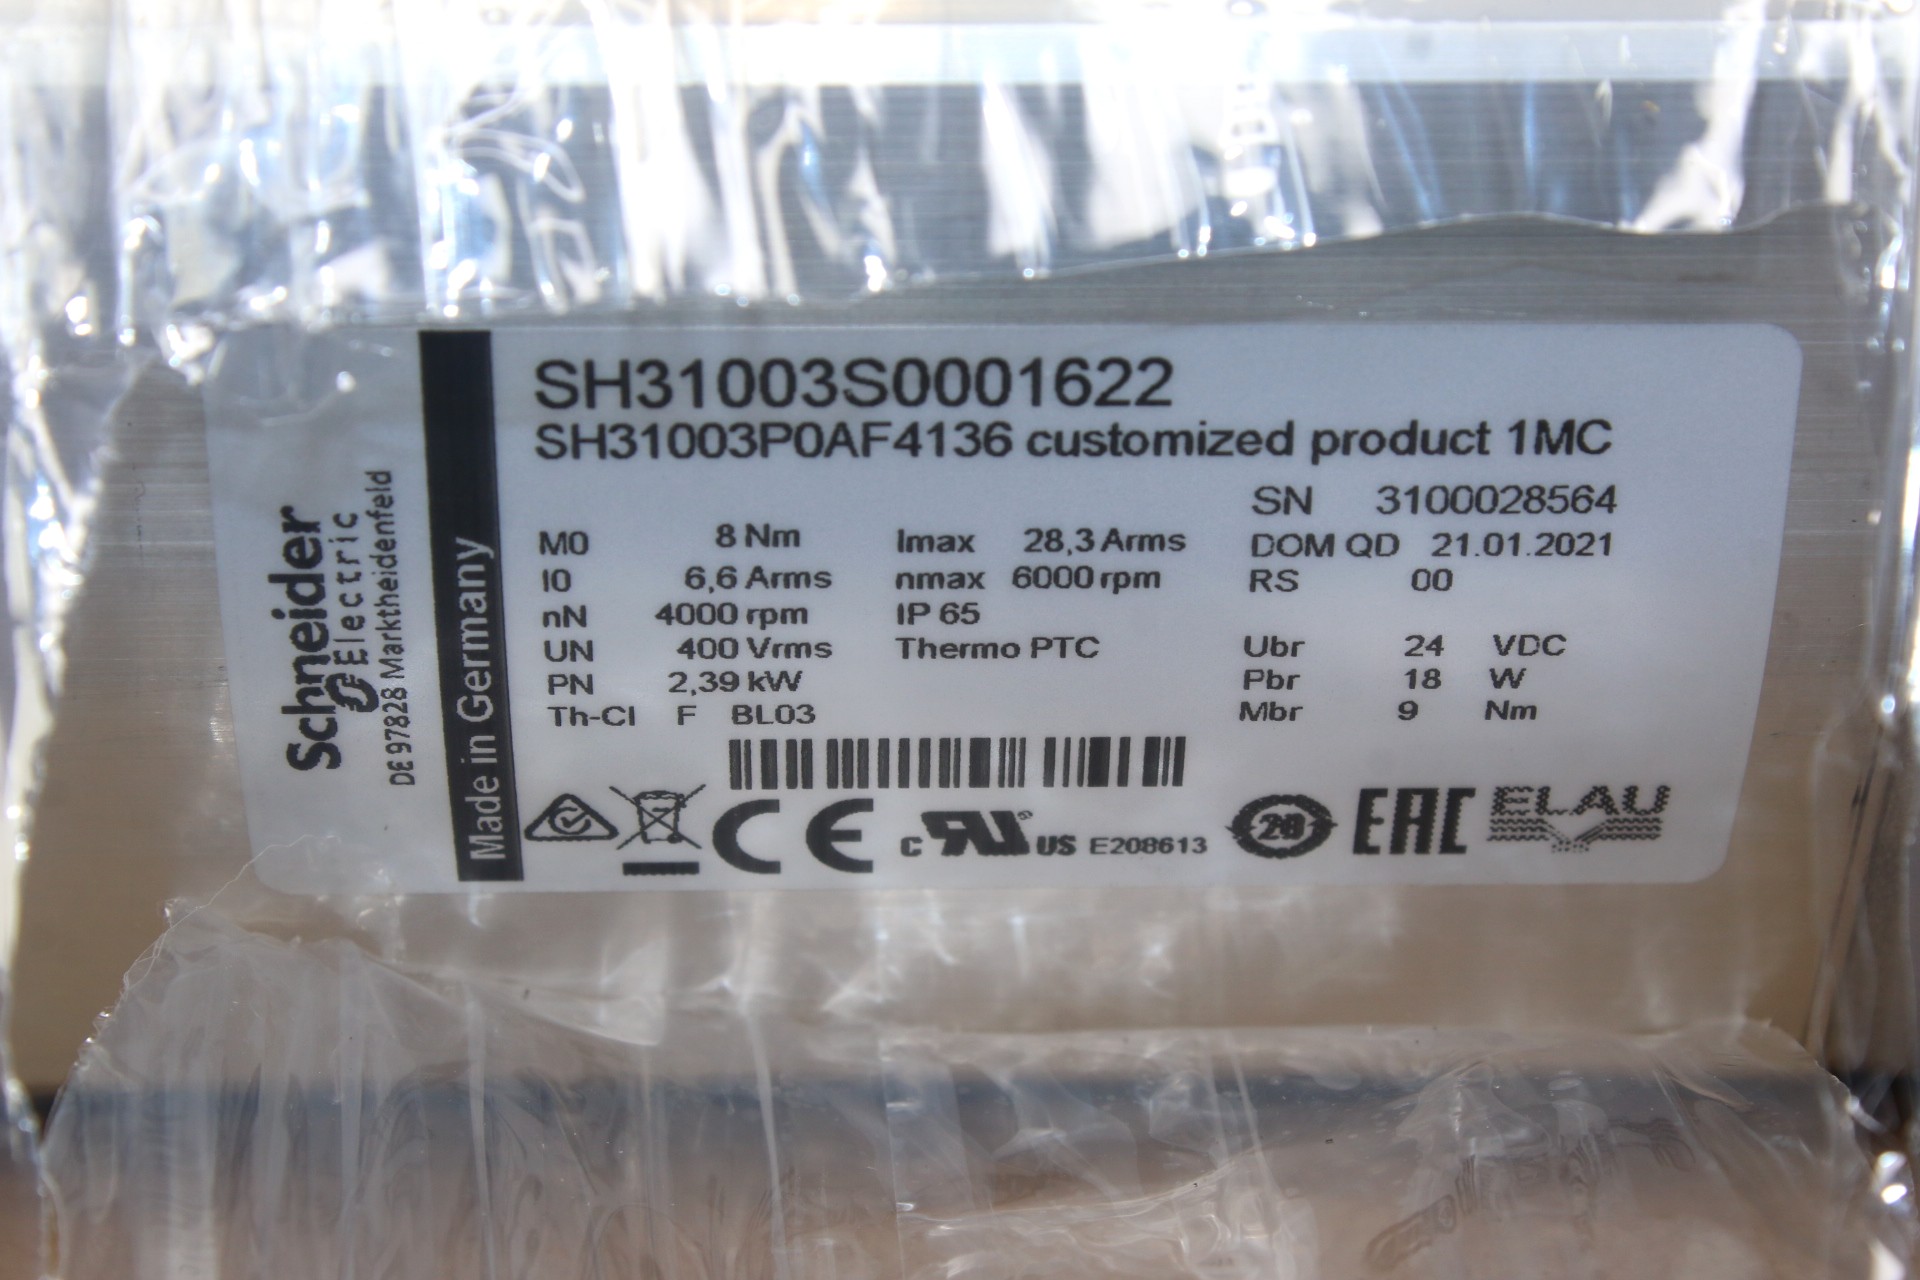 SH31003S0001622
SH31003P0AF4136 customized product 1MC
SN 3100028564
M0 8 Nm Imax 28,3 Arms DOM QD 21.01.2021
I0 6,6 Arms nmax 6000 rpm RS 00
nN 4000 rpm IP 65
UN 400 Vrms Thermo PTC Ubr 24 VDC
PN 2,39 kW Pbr 18 W
Th-Cl F BL03 Mbr 9 Nm
Schneider
Electric
DE 97828 Marktheidenfeld
Made in Germany
CE c US E208613 20 EAC ELAU